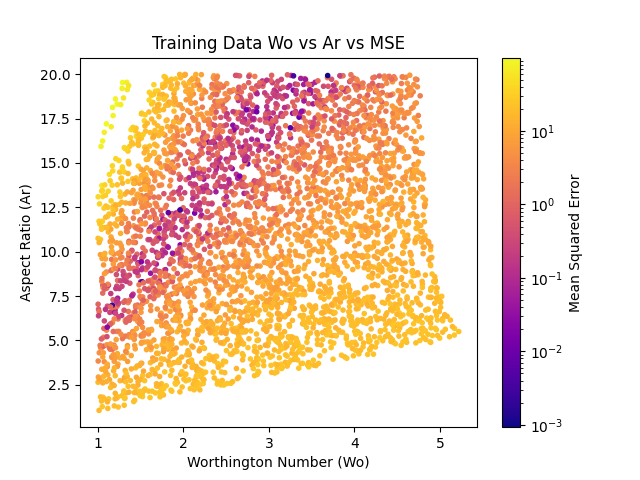 Training Data Wo vs Ar vs MSE
Aspect Ratio (Ar)
20.0
17.5
15.0
12.5
10.0
7.5
5.0
2.5
1 2 3 4 5
Worthington Number (Wo)
10¹
10⁰
10⁻¹
10⁻²
10⁻³
Mean Squared Error